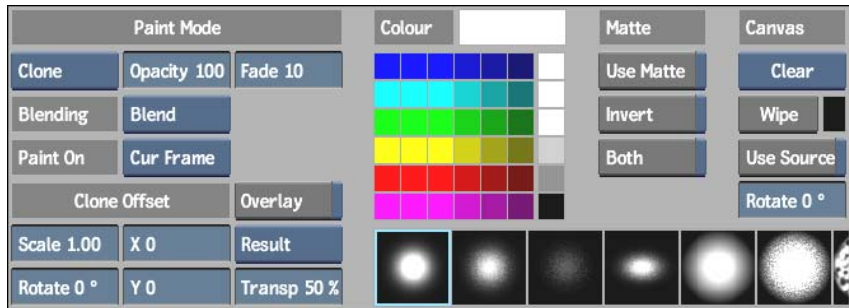 Paint Mode Colour Matte Canvas
Clone Opacity 100 Fade 10 Use Matte Clear
Blending Blend Invert Wipe
Paint On Cur Frame Both Use Source
Clone Offset Overlay Rotate 0 °
Scale 1.00 X 0 Result
Rotate 0 ° Y 0 Transp 50 %